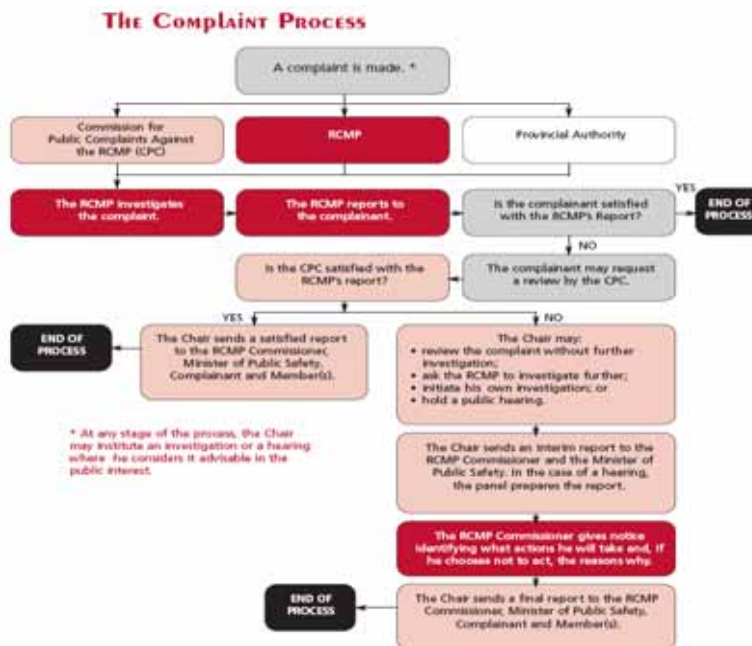 The Complaint Process
A complaint is made. *
Commission for
Public Complaints Against
the RCMP (CPC)
RCMP
Provincial Authority
The RCMP investigates
the complaint.
The RCMP reports to
the complainant.
Is the complainant satisfied
with the RCMP's Report?
YES
END OF
PROCESS
NO
The complainant may request
a review by the CPC.
Is the CPC satisfied with the
RCMP's report?
YES
NO
END OF
PROCESS
The Chair sends a satisfied report
to the RCMP Commissioner,
Minister of Public Safety,
Complainant and Member(s).
The Chair may:
• review the complaint without further
investigation;
• ask the RCMP to investigate further;
• initiate his own investigation; or
• hold a public hearing.
* At any stage of the process, the Chair
may institute an investigation or a hearing
where he considers it advisable in the
public interest.
The Chair sends an interim report to the
RCMP Commissioner and the Minister of
Public Safety. In the case of a hearing,
the panel prepares the report.
The RCMP Commissioner gives notice
identifying what actions he will take and, if
he chooses not to act, the reasons why.
END OF
PROCESS
The Chair sends a final report to the RCMP
Commissioner, Minister of Public Safety,
Complainant and Member(s).